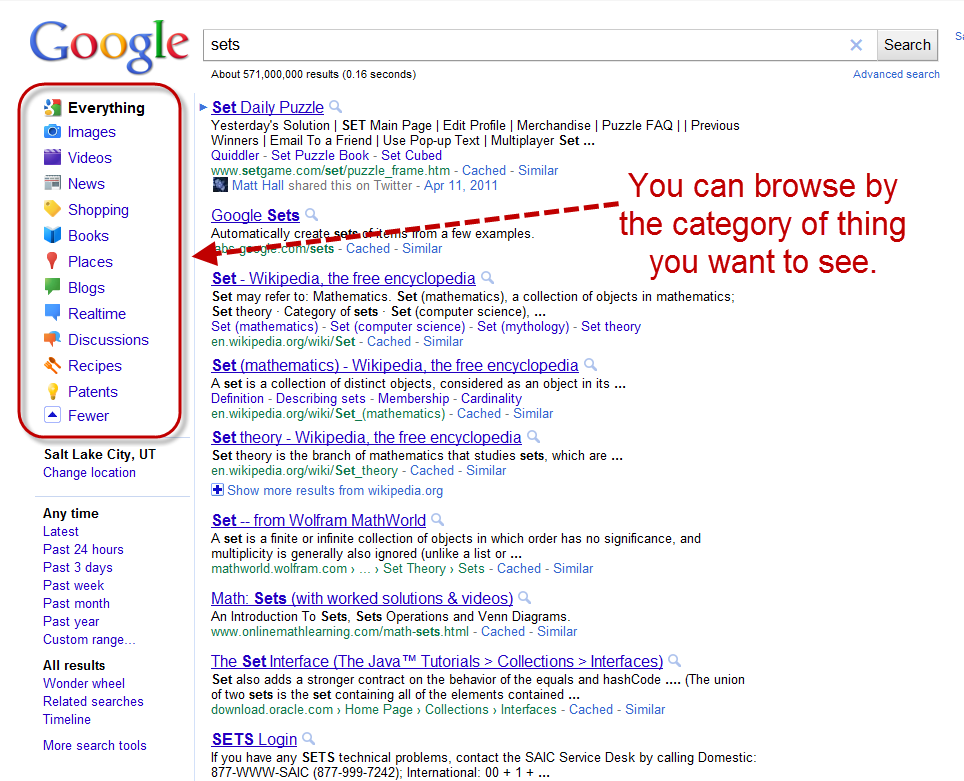 Google
sets
Search
Sa
About 571,000,000 results (0.16 seconds)
Advanced search
Everything
Images
Videos
News
Shopping
Books
Places
Blogs
Realtime
Discussions
Recipes
Patents
Fewer
Salt Lake City, UT
Change location
Any time
Latest
Past 24 hours
Past 3 days
Past week
Past month
Past year
Custom range...
All results
Wonder wheel
Related searches
Timeline
More search tools
Set Daily Puzzle
Yesterday's Solution | SET Main Page | Edit Profile | Merchandise | Puzzle FAQ | | Previous
Winners | Email To a Friend | Use Pop-up Text | Multiplayer Set ...
Quiddler - Set Puzzle Book - Set Cubed
www.setgame.com/set/puzzle_frame.htm - Cached - Similar
Matt Hall shared this on Twitter - Apr 11, 2011
Google Sets
Automatically create sets of items from a few examples.
labs.google.com/sets - Cached - Similar
Set - Wikipedia, the free encyclopedia
Set may refer to: Mathematics. Set (mathematics), a collection of objects in mathematics;
Set theory · Category of sets · Set (computer science), ...
Set (mathematics) - Set (computer science) - Set (mythology) - Set theory
en.wikipedia.org/wiki/Set - Cached - Similar
Set (mathematics) - Wikipedia, the free encyclopedia
A set is a collection of distinct objects, considered as an object in its ...
Definition - Describing sets - Membership - Cardinality
en.wikipedia.org/wiki/Set_(mathematics) - Cached - Similar
Set theory - Wikipedia, the free encyclopedia
Set theory is the branch of mathematics that studies sets, which are ...
en.wikipedia.org/wiki/Set_theory - Cached - Similar
Show more results from wikipedia.org
Set -- from Wolfram MathWorld
A set is a finite or infinite collection of objects in which order has no significance, and
multiplicity is generally also ignored (unlike a list or ...
mathworld.wolfram.com › ... › Set Theory › Sets - Cached - Similar
Math: Sets (with worked solutions & videos)
An Introduction To Sets, Sets Operations and Venn Diagrams.
www.onlinemathlearning.com/math-sets.html - Cached - Similar
The Set Interface (The Java™ Tutorials > Collections > Interfaces)
Set also adds a stronger contract on the behavior of the equals and hashCode .... (The union
of two sets is the set containing all of the elements contained ...
download.oracle.com › Home Page › Collections › Interfaces - Cached - Similar
SETS Login
If you have any SETS technical problems, contact the SAIC Service Desk by calling Domestic:
877-WWW-SAIC (877-999-7242); International: 00 + 1 + ...
You can browse by
the category of thing
you want to see.